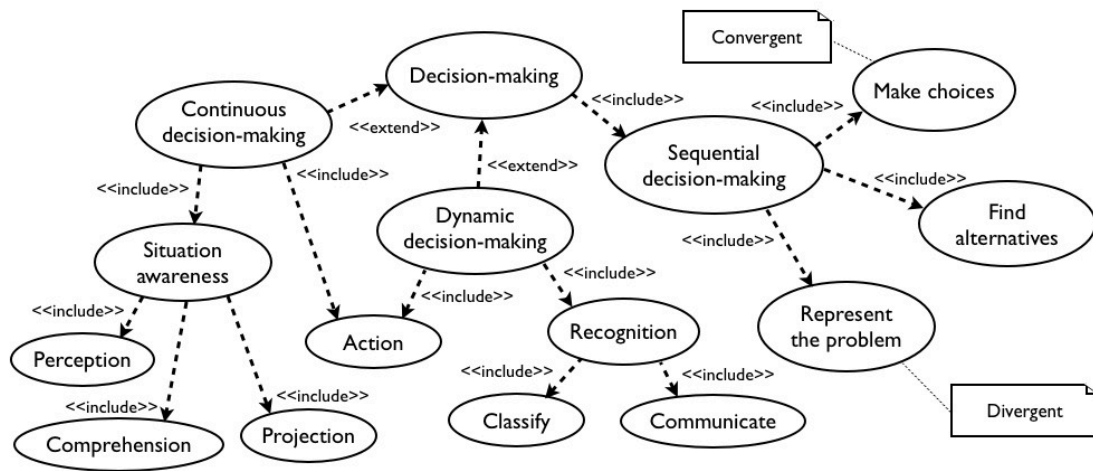 Convergent
Decision-making
Make choices
Continuous
decision-making
<<include>>
<<include>>
<<extend>>
Sequential
decision-making
<<extend>>
<<include>>
<<include>>
<<include>>
Dynamic
decision-making
Find
alternatives
<<include>>
Situation
awareness
<<include>>
<<include>>
<<include>>
Represent
the problem
Recognition
Action
Perception
<<include>>
<<include>>
<<include>>
<<include>>
Classify
Communicate
Divergent
Projection
Comprehension